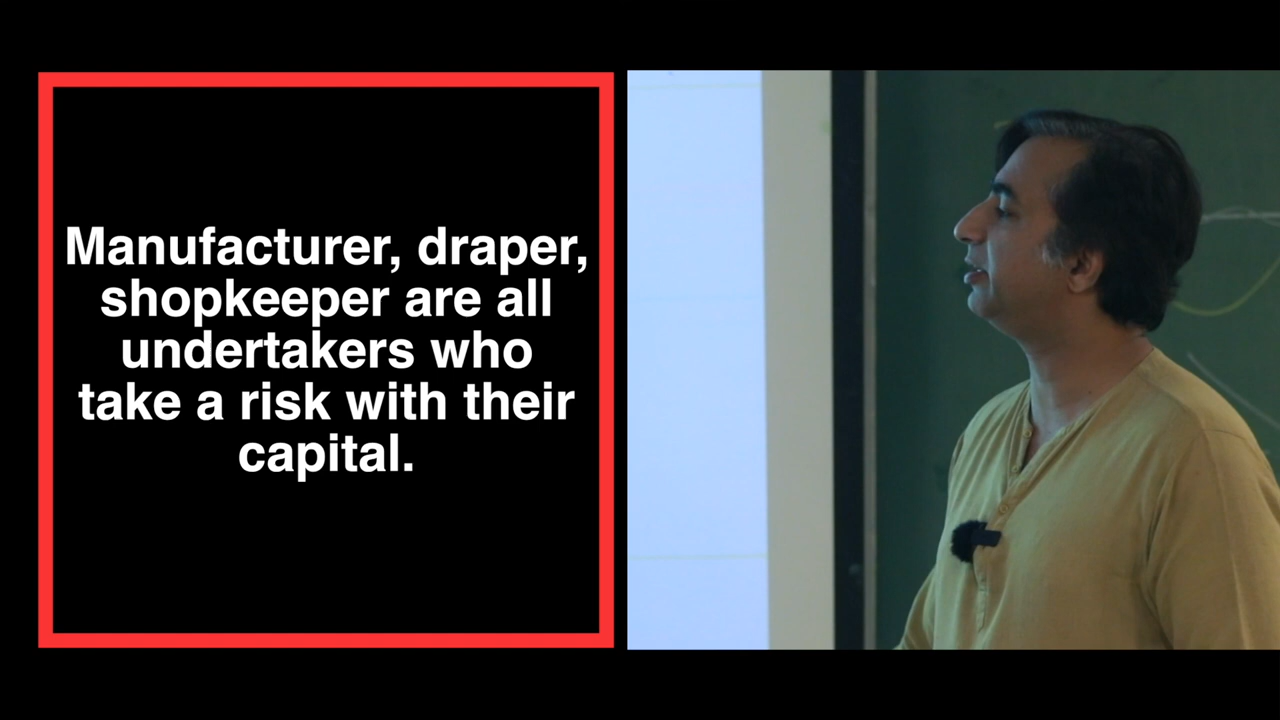 Manufacturer, draper,
shopkeeper are all
undertakers who
take a risk with their
capital.